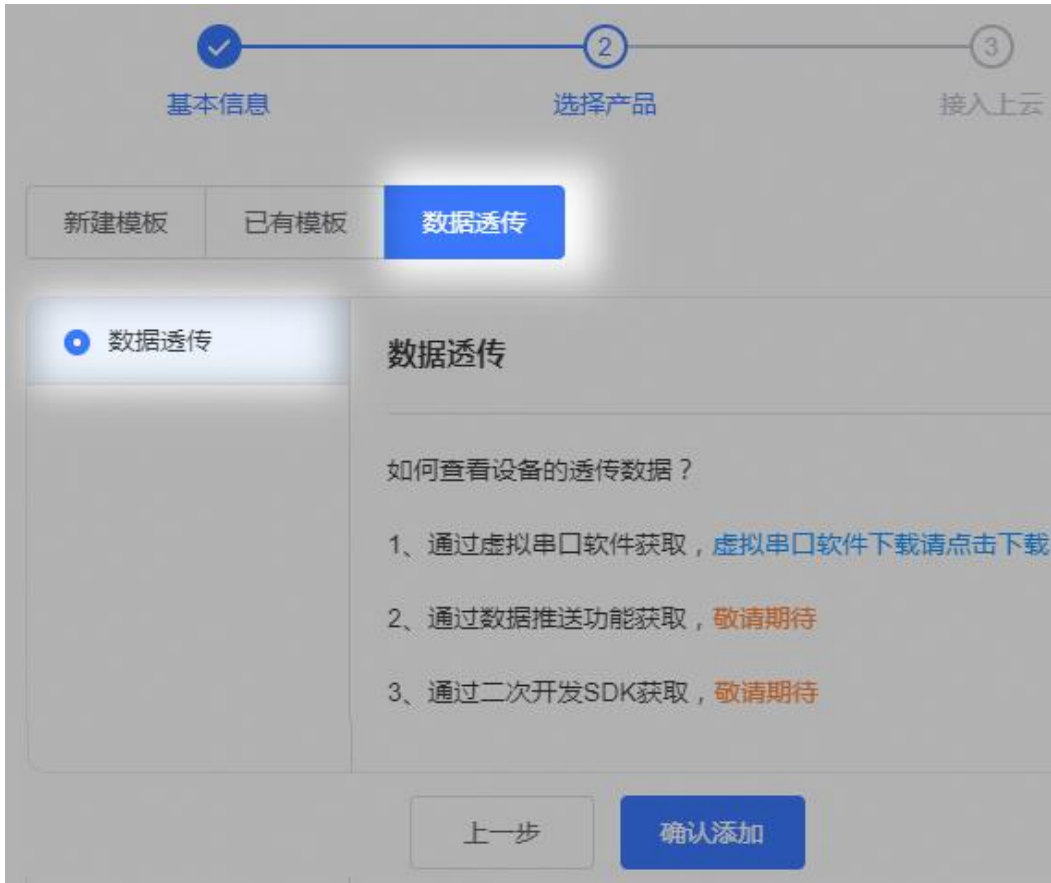 2 3
基本信息 选择产品 接入上云
新建模板 已有模板 数据透传
数据透传
数据透传
如何查看设备的透传数据？
1、通过虚拟串口软件获取，虚拟串口软件下载请点击下载
2、通过数据推送功能获取，敬请期待
3、通过二次开发SDK获取，敬请期待
上一步 确认添加